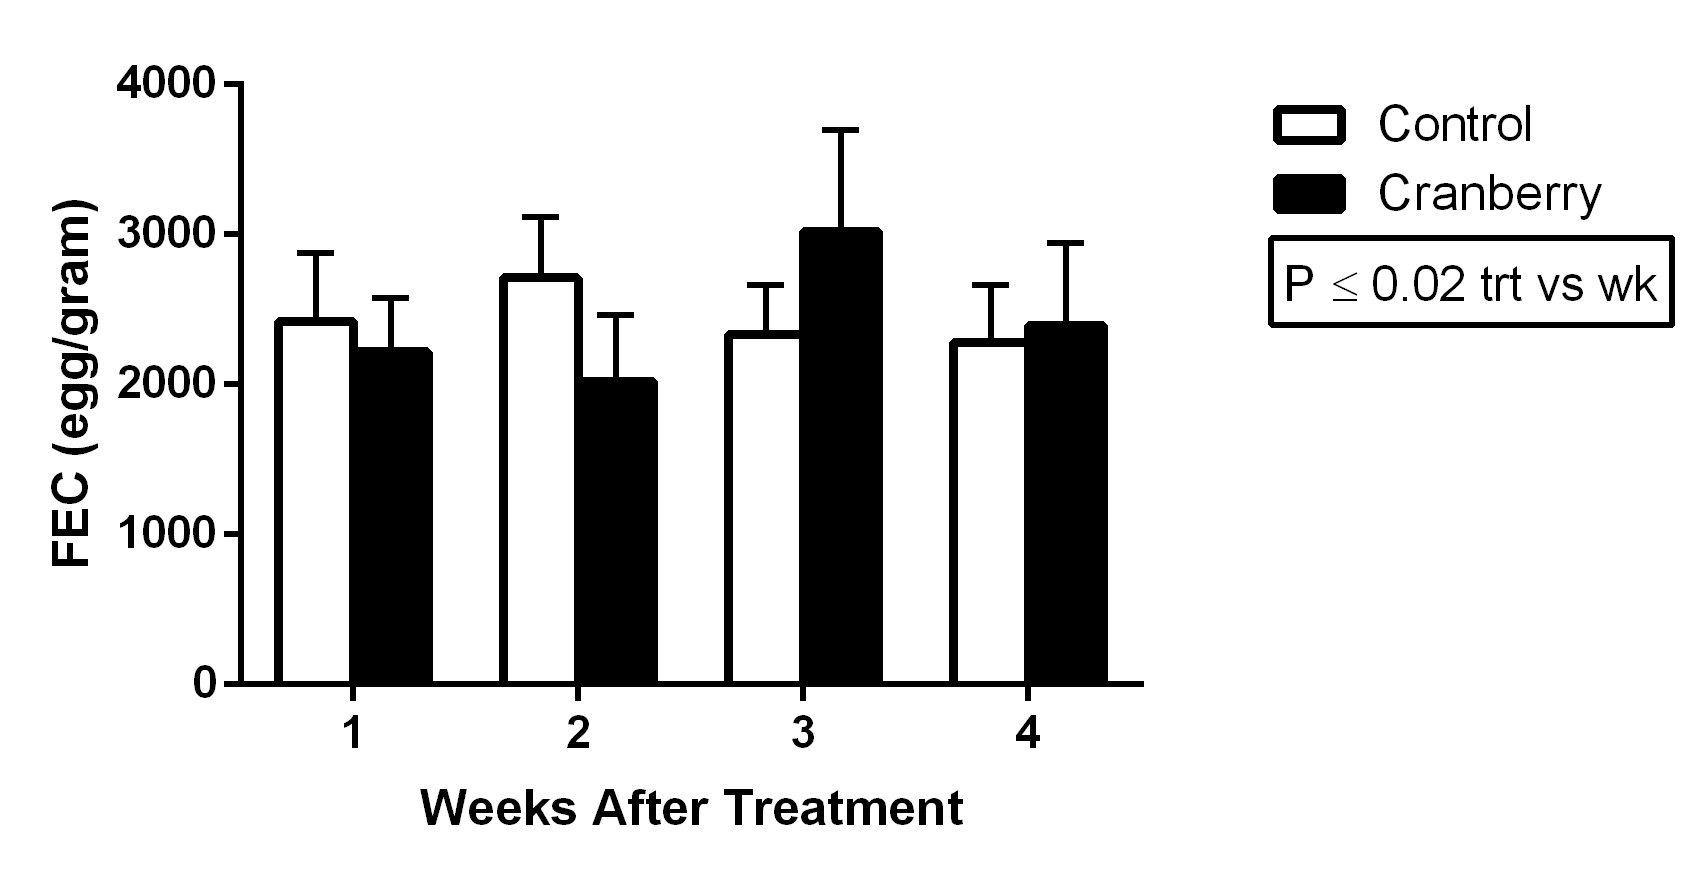 4000
3000
2000
1000
0
FEC (egg/gram)
1 2 3 4
Weeks After Treatment
Control
Cranberry
P ≤ 0.02 trt vs wk